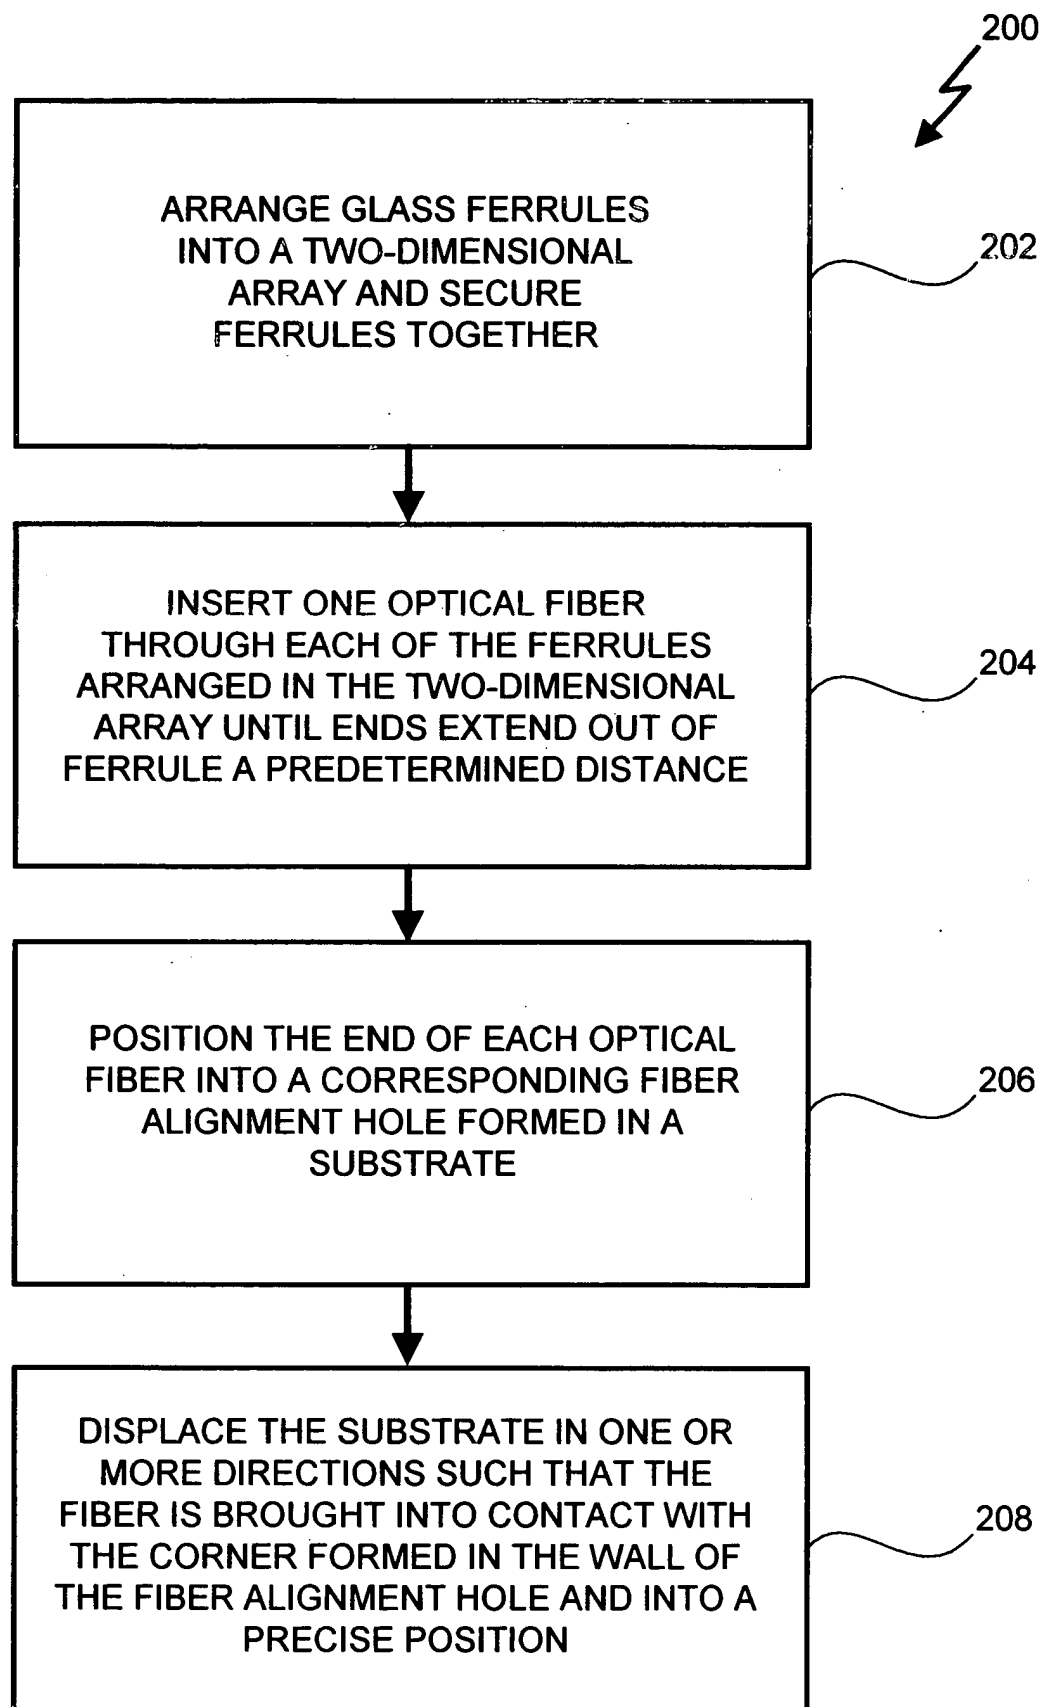 200
ARRANGE GLASS FERRULES
INTO A TWO-DIMENSIONAL
ARRAY AND SECURE
FERRULES TOGETHER
202
INSERT ONE OPTICAL FIBER
THROUGH EACH OF THE FERRULES
ARRANGED IN THE TWO-DIMENSIONAL
ARRAY UNTIL ENDS EXTEND OUT OF
FERRULE A PREDETERMINED DISTANCE
204
POSITION THE END OF EACH OPTICAL
FIBER INTO A CORRESPONDING FIBER
ALIGNMENT HOLE FORMED IN A
SUBSTRATE
206
DISPLACE THE SUBSTRATE IN ONE OR
MORE DIRECTIONS SUCH THAT THE
FIBER IS BROUGHT INTO CONTACT WITH
THE CORNER FORMED IN THE WALL OF
THE FIBER ALIGNMENT HOLE AND INTO A
PRECISE POSITION
208